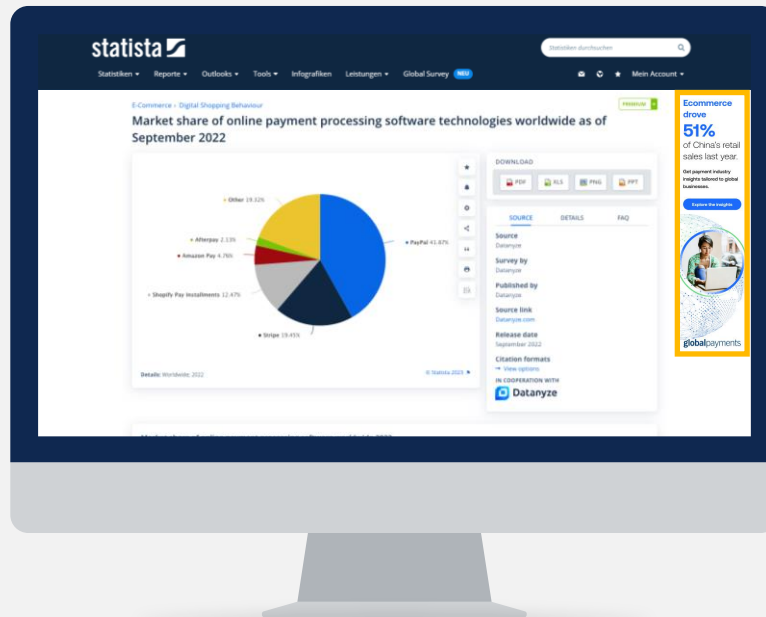 statista
Statistiken durchsuchen
Statistiken
Reporte
Outlooks
Tools
Infografiken
Leistungen
Global Survey
NEU
Mein Account
E-Commerce › Digital Shopping Behaviour
PREMIUM +
Market share of online payment processing software technologies worldwide as of
September 2022
Other 19.32%
Afterpay 2.13%
Amazon Pay 4.76%
Shopify Pay Installments 12.47%
Stripe 19.45%
PayPal 41.87%
Details: Worldwide; 2022
© Statista 2023
DOWNLOAD
PDF
XLS
PNG
PPT
SOURCE
DETAILS
FAQ
Source
Datanyze
Survey by
Datanyze
Published by
Datanyze
Source link
Datanyze.com
Release date
September 2022
Citation formats
→ View options
IN COOPERATION WITH
Datanyze
Ecommerce
drove
51%
of China's retail
sales last year.
Get payment industry
insights tailored to global
businesses.
Explore the insights
globalpayments